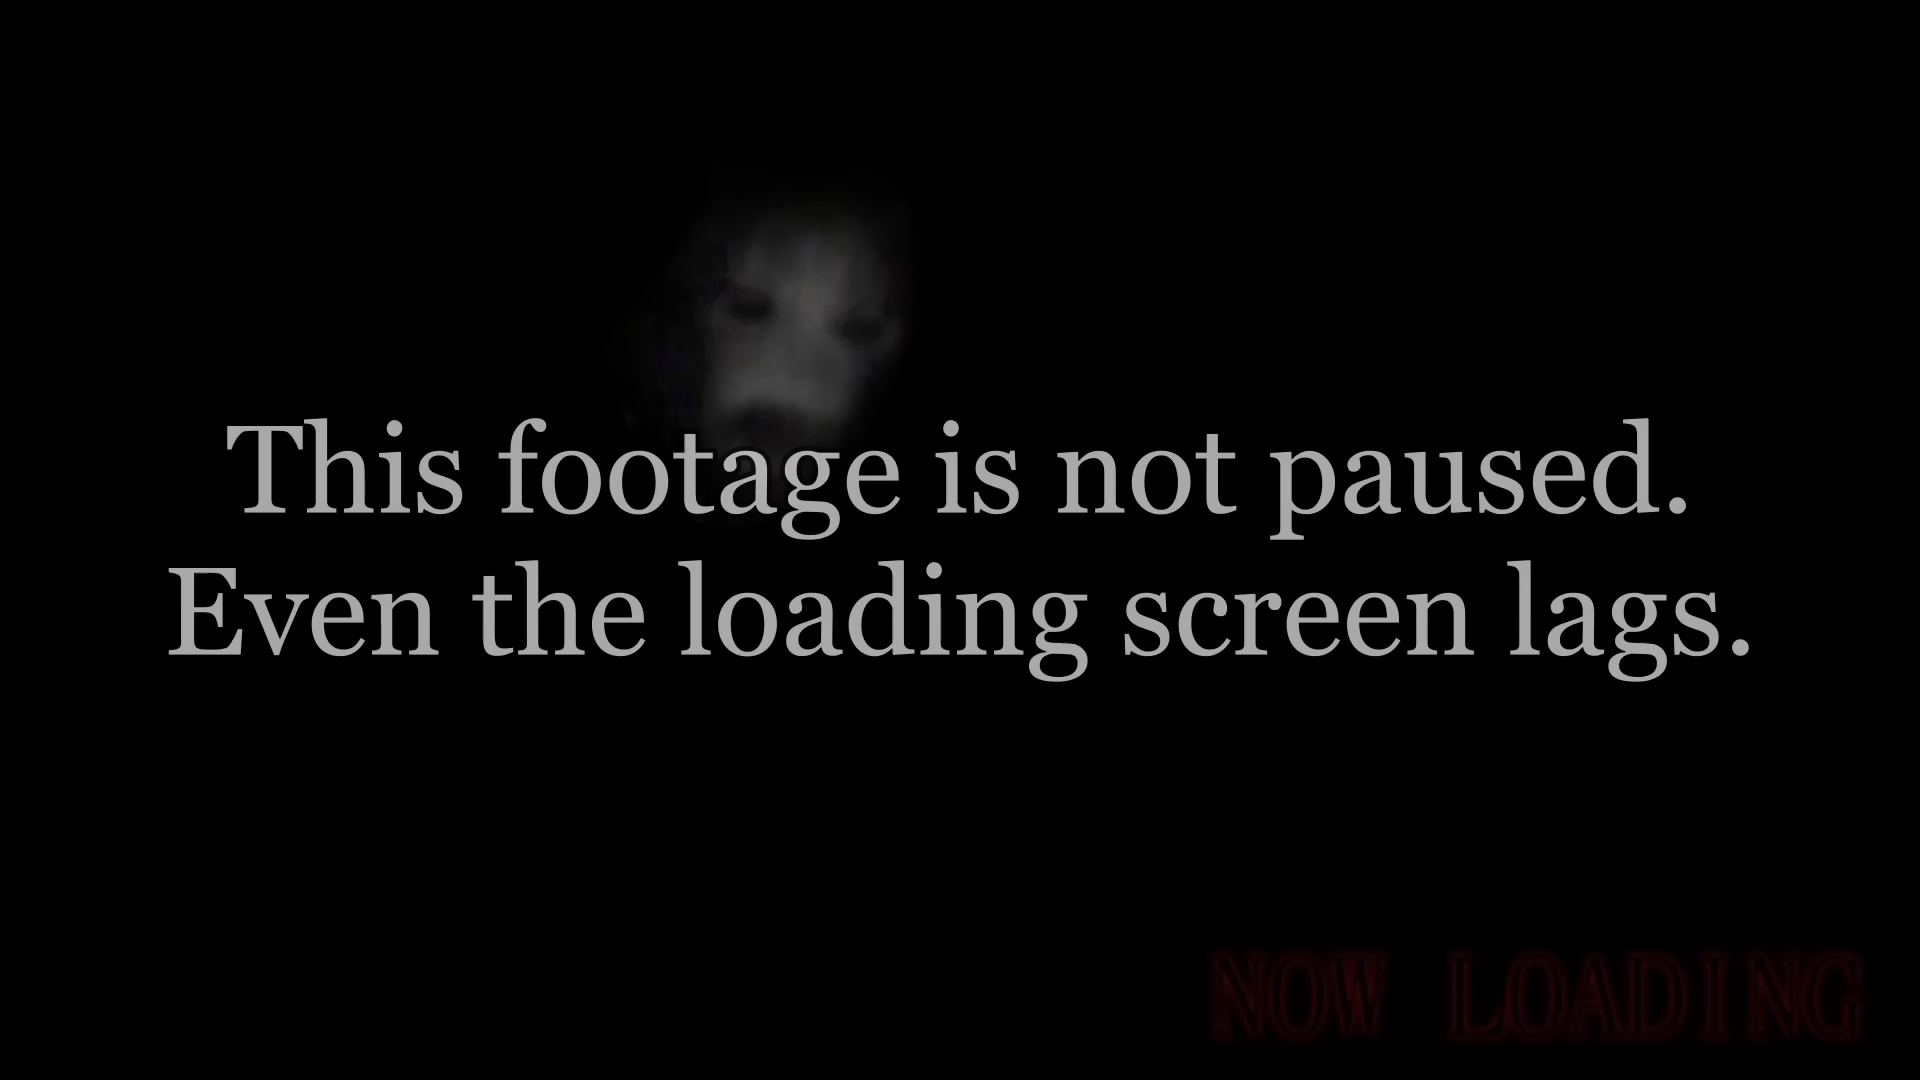 This footage is not paused.
Even the loading screen lags.
NOW LOADING